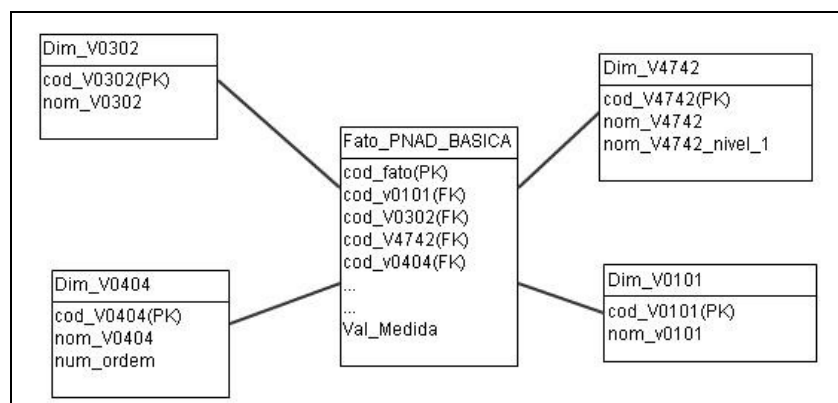 Dim_V0302
cod_V0302(PK)
nom_V0302
Dim_V4742
cod_V4742(PK)
nom_V4742
nom_V4742_nivel_1
Fato_PNAD_BASICA
cod_fato(PK)
cod_v0101(FK)
cod_V0302(FK)
cod_V4742(FK)
cod_v0404(FK)
...
...
Val_Medida
Dim_V0404
cod_V0404(PK)
nom_V0404
num_ordem
Dim_V0101
cod_V0101(PK)
nom_v0101